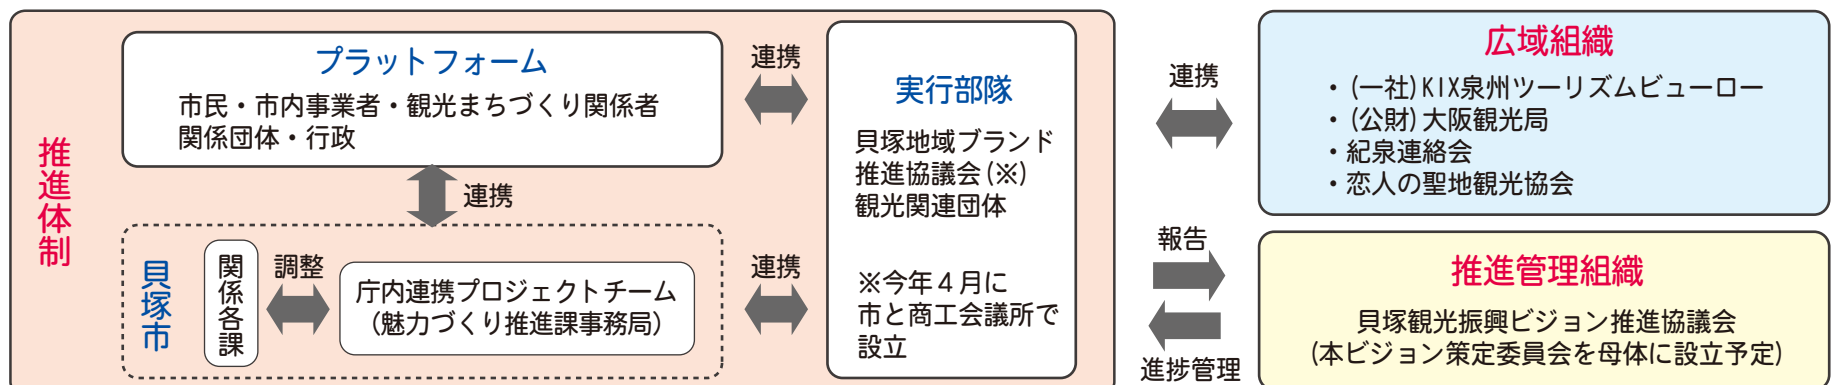 推進体制
プラットフォーム
市民・市内事業者・観光まちづくり関係者
関係団体・行政
連携
連携
貝塚市
関係各課
調整
庁内連携プロジェクトチーム
(魅力づくり推進課事務局)
連携
実行部隊
貝塚地域ブランド
推進協議会(※)
観光関連団体
※今年4月に
市と商工会議所で
設立
連携
広域組織
・(一社)KIX泉州ツーリズムビューロー
・(公財)大阪観光局
・紀泉連絡会
・恋人の聖地観光協会
報告
進捗管理
推進管理組織
貝塚観光振興ビジョン推進協議会
(本ビジョン策定委員会を母体に設立予定)